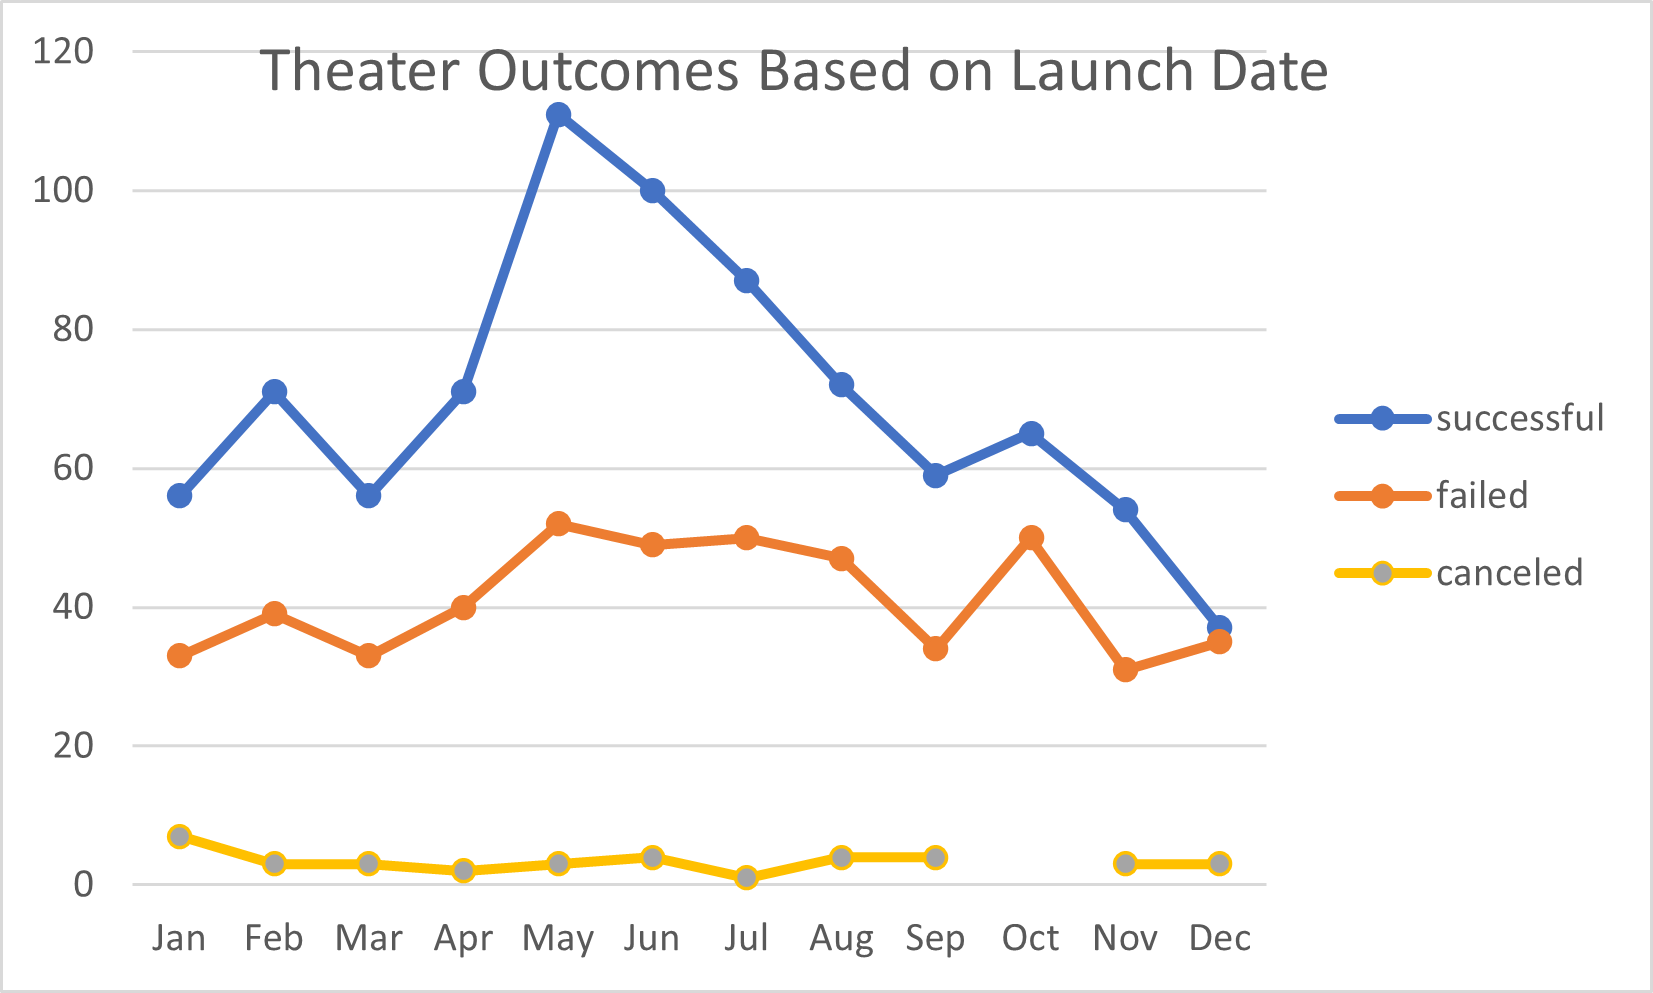 Theater Outcomes Based on Launch Date
120
100
80
60
40
20
0
Jan Feb Mar Apr May Jun Jul Aug Sep Oct Nov Dec
successful
failed
canceled